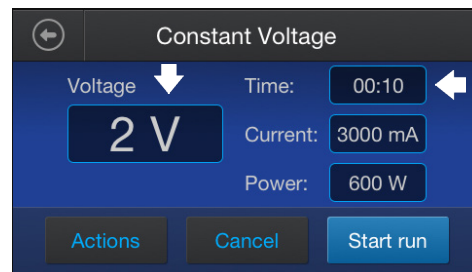 Constant Voltage
Voltage
2 V
Time: 00:10
Current: 3000 mA
Power: 600 W
Actions Cancel Start run